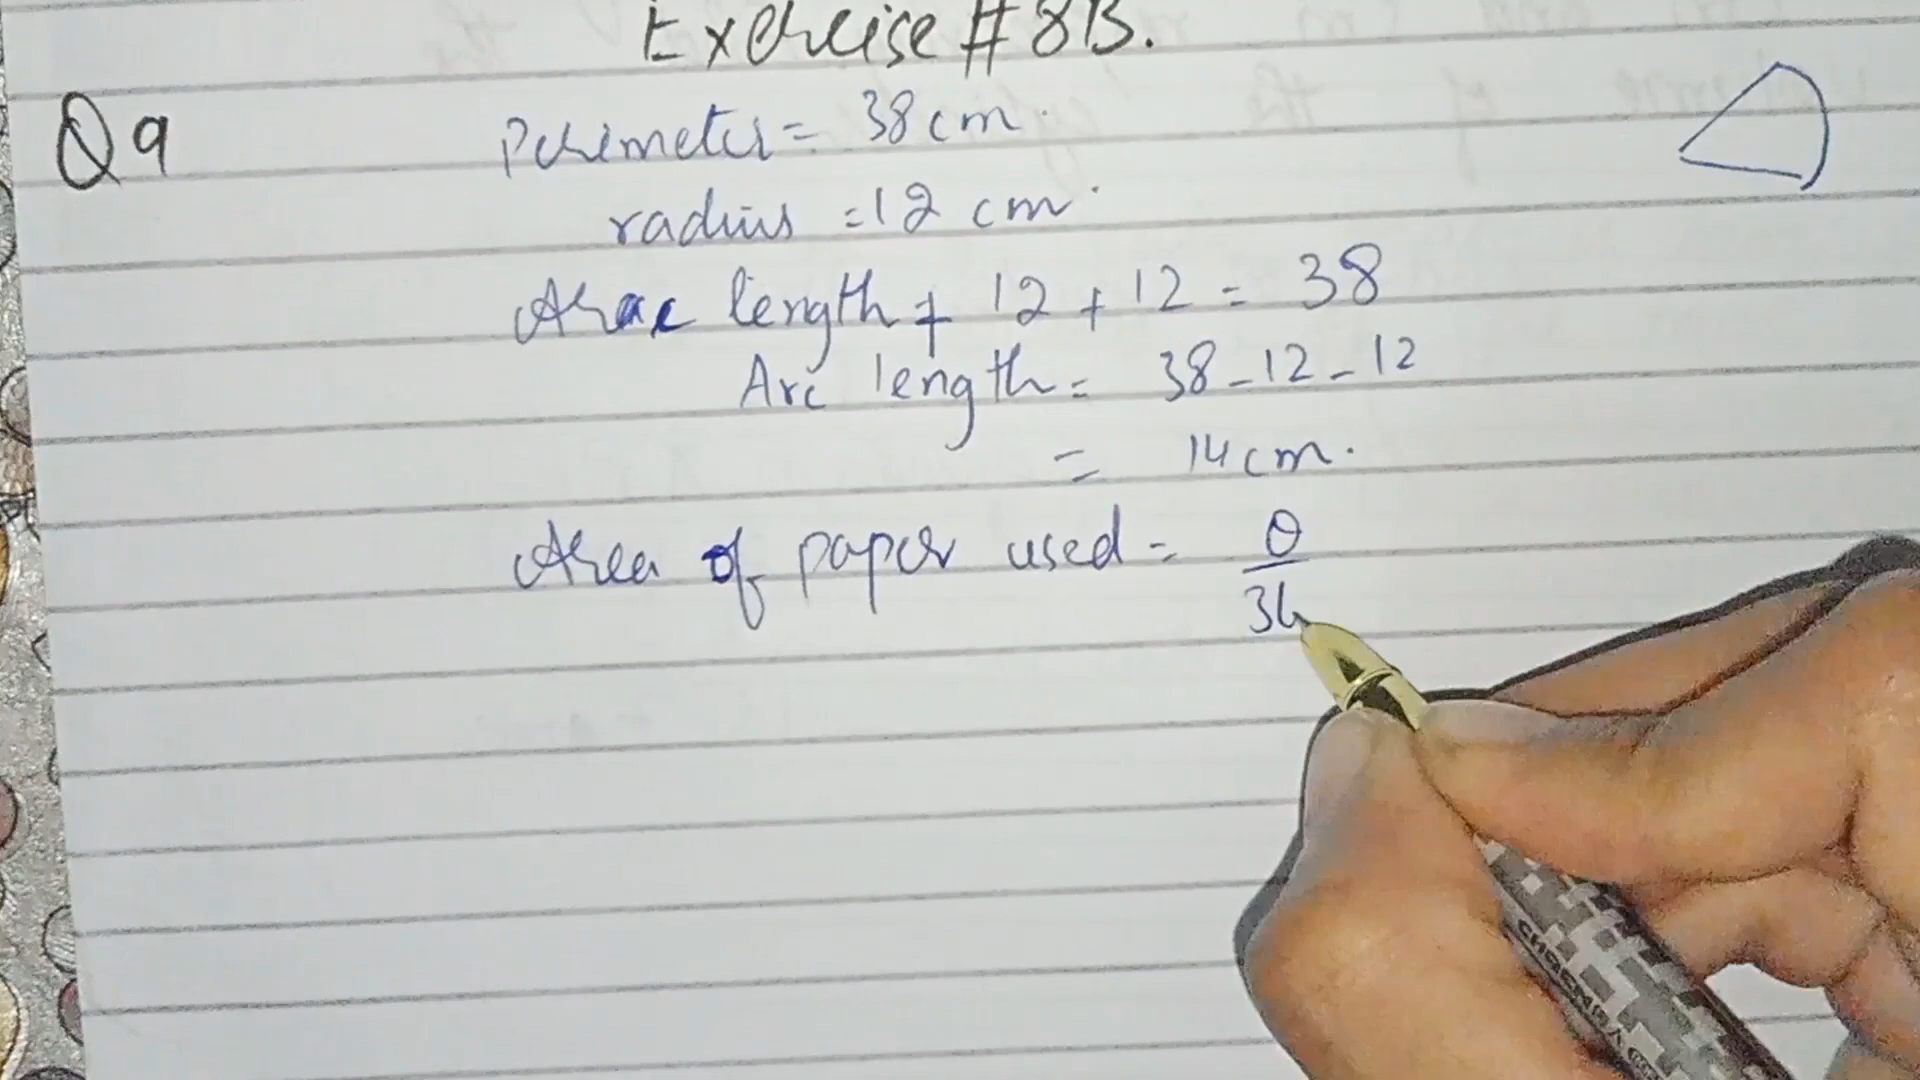 Exercise # 8B.
Q9 Perimeter = 38 cm.
radius = 12 cm.
Arc length + 12 + 12 = 38
Arc length = 38 - 12 - 12
= 14 cm.
Area of paper used = θ
36